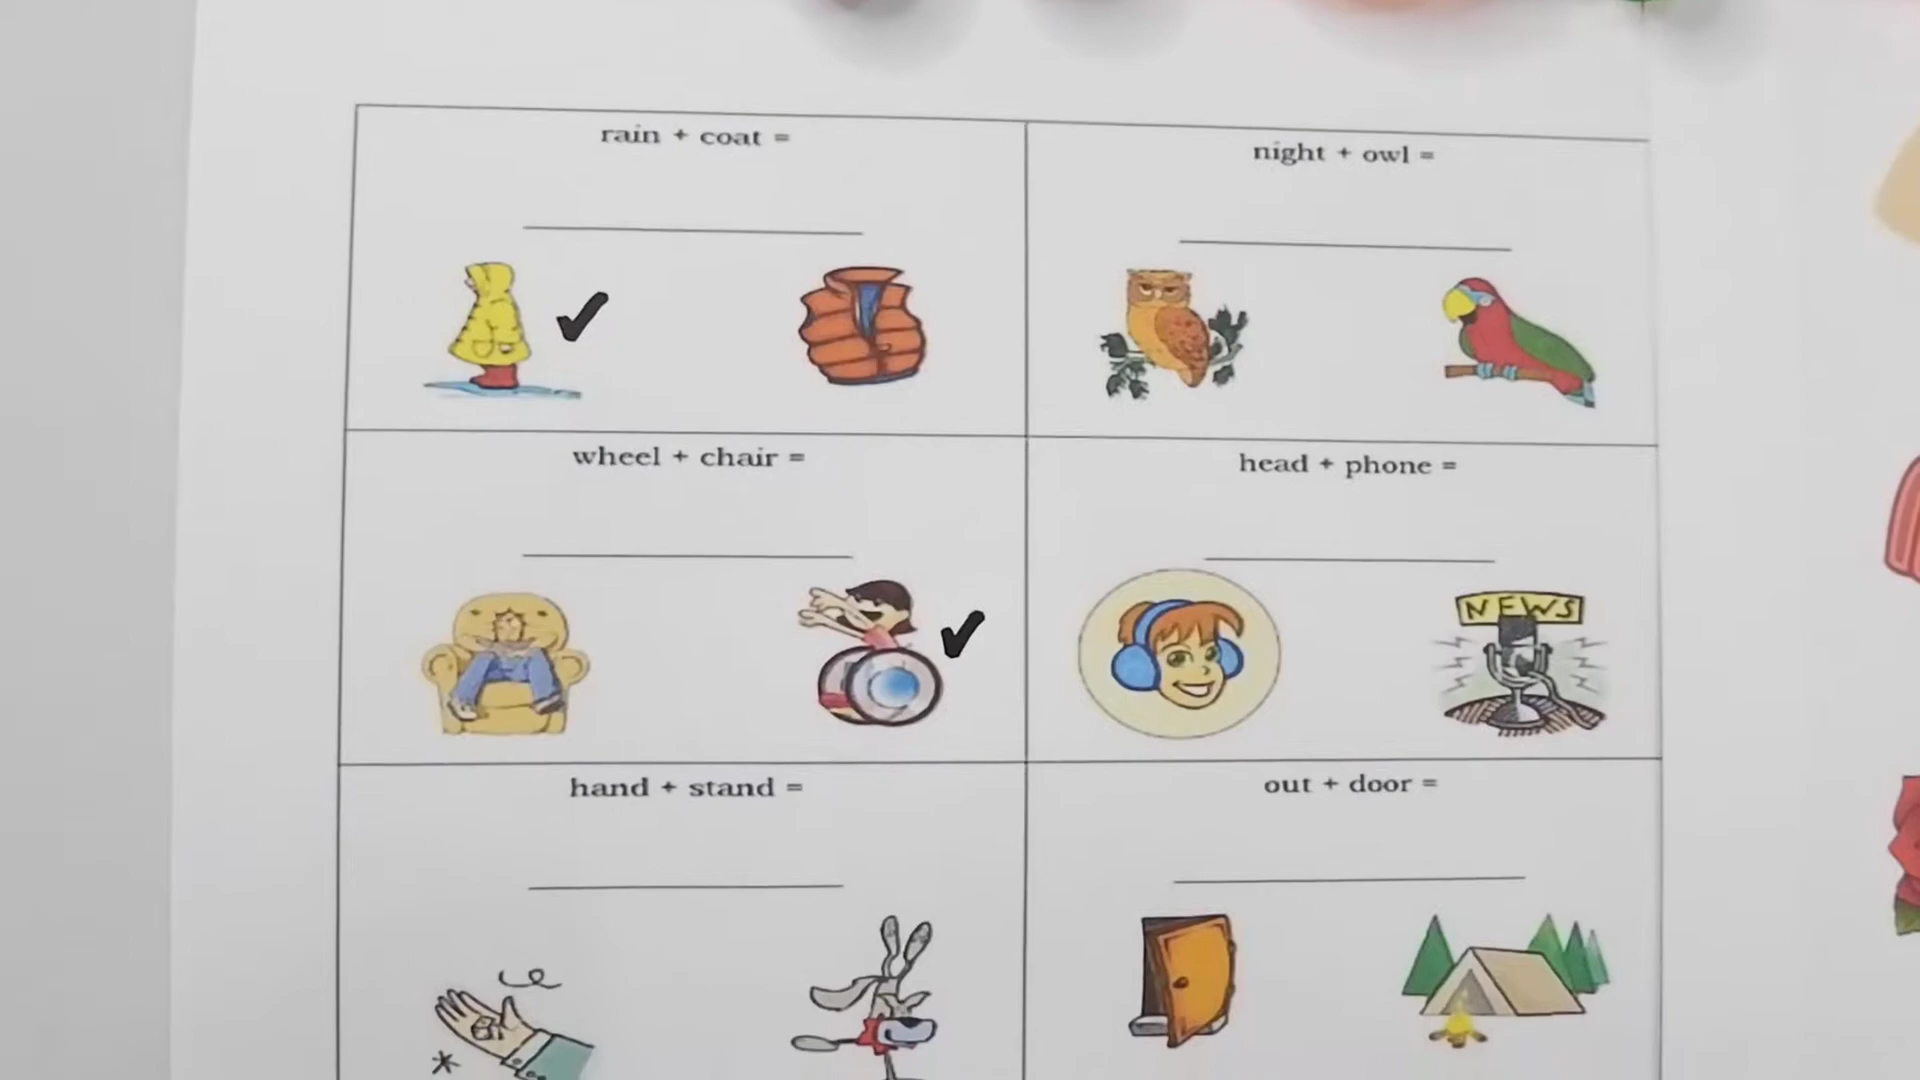 rain + coat =
night + owl =
wheel + chair =
head + phone =
NEWS
hand + stand =
out + door =